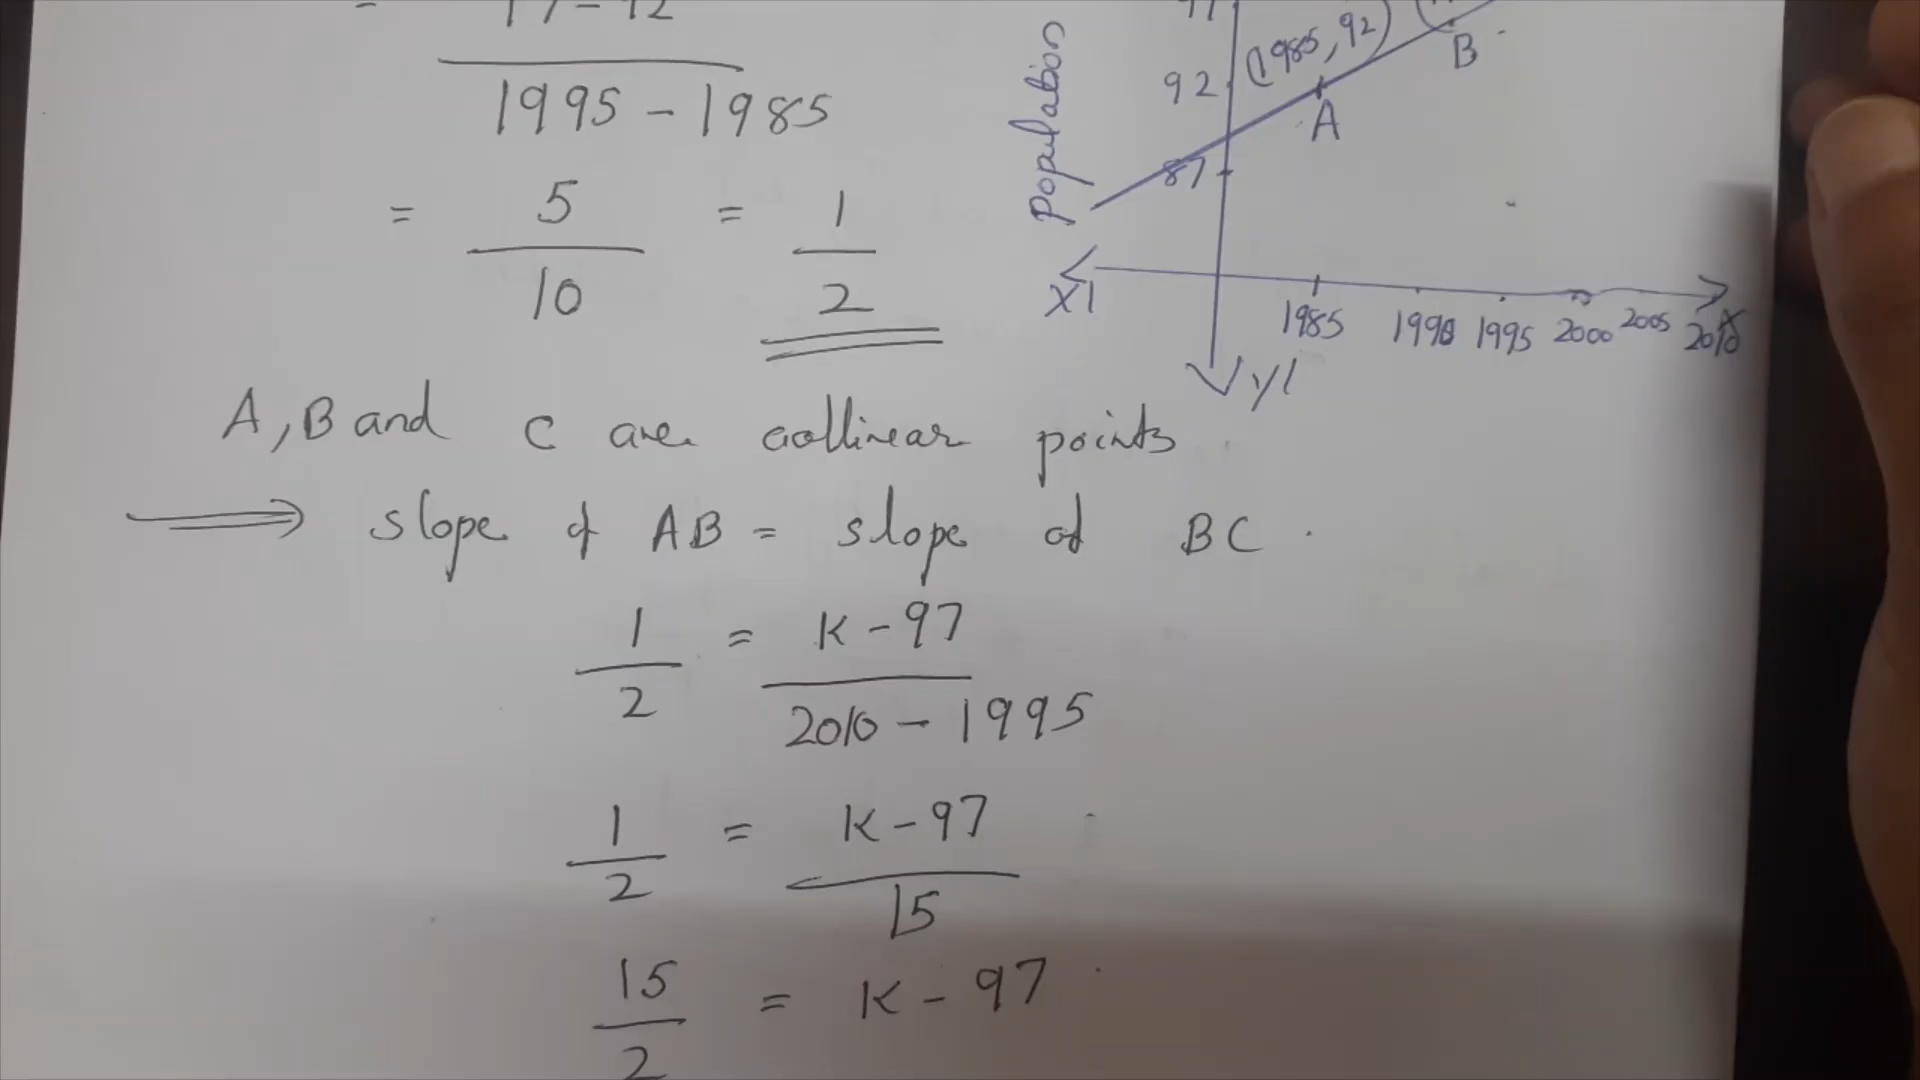 =
1995 - 1985
= 5/10 = 1/2
A, B and C are collinear points
⟹ slope of AB = slope of BC.
1/2 = K - 97 / 2010 - 1995
1/2 = K - 97 / 15
15/2 = K - 97
Population
92
(1985, 92)
B
A
87
X1
1985 1990 1995 2000 2005 2010
Y1